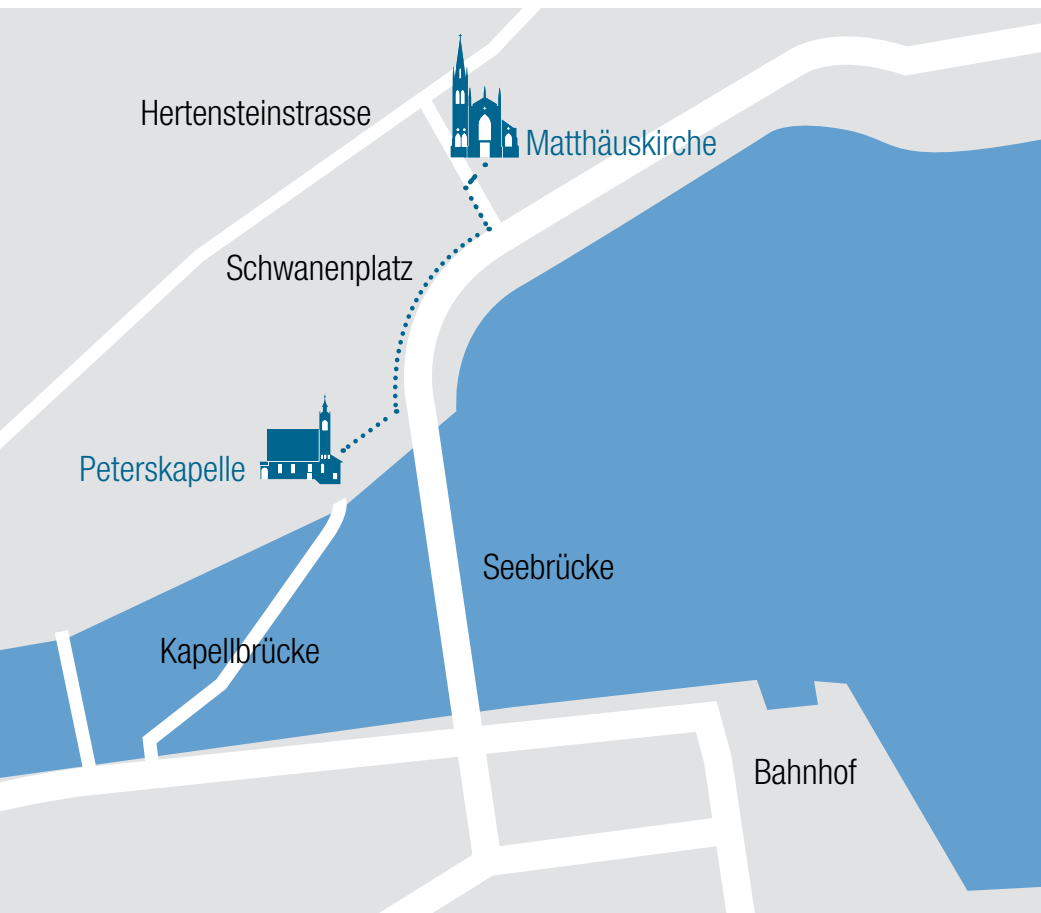 Hertensteinstrasse
Matthäuskirche
Schwanenplatz
Peterskapelle
Seebrücke
Kapellbrücke
Bahnhof